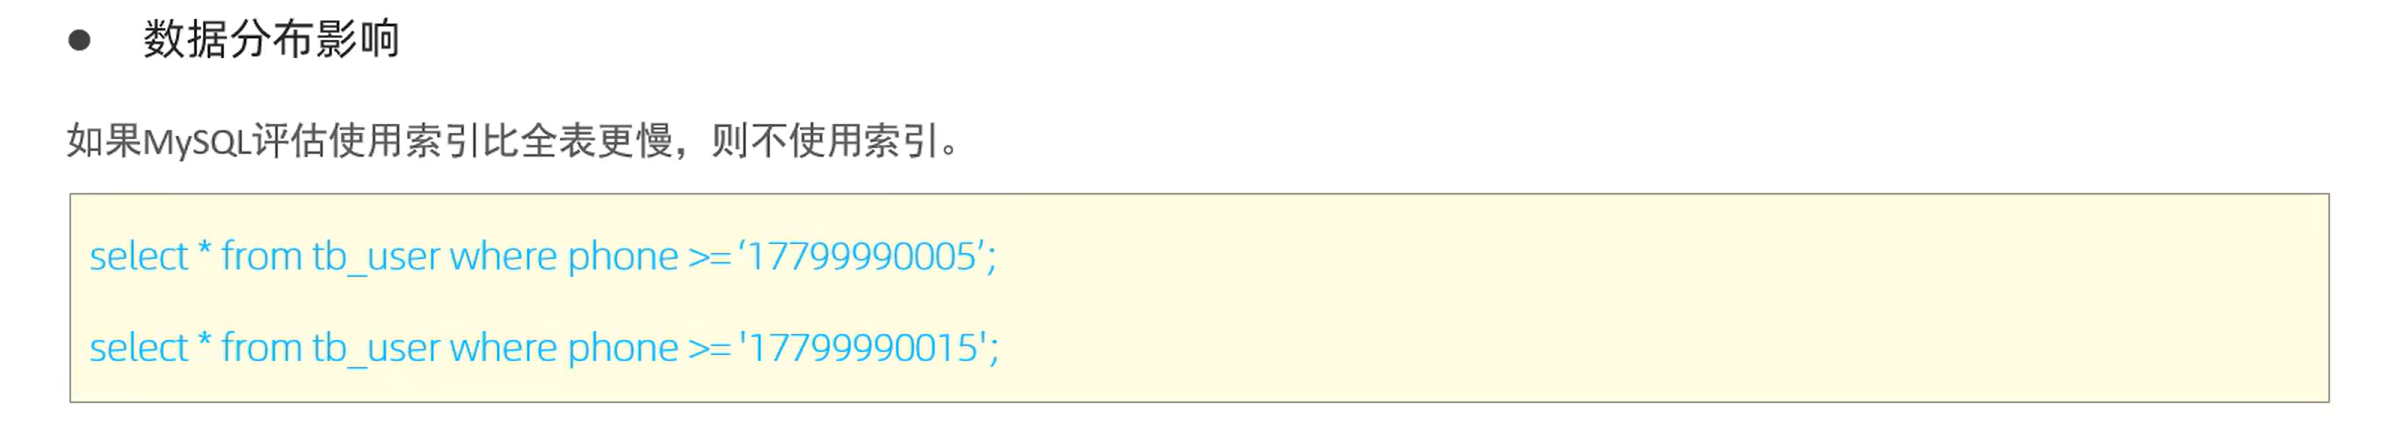 ● 数据分布影响
如果MySQL评估使用索引比全表更慢，则不使用索引。
select * from tb_user where phone >= ‘17799990005’;
select * from tb_user where phone >= '17799990015';